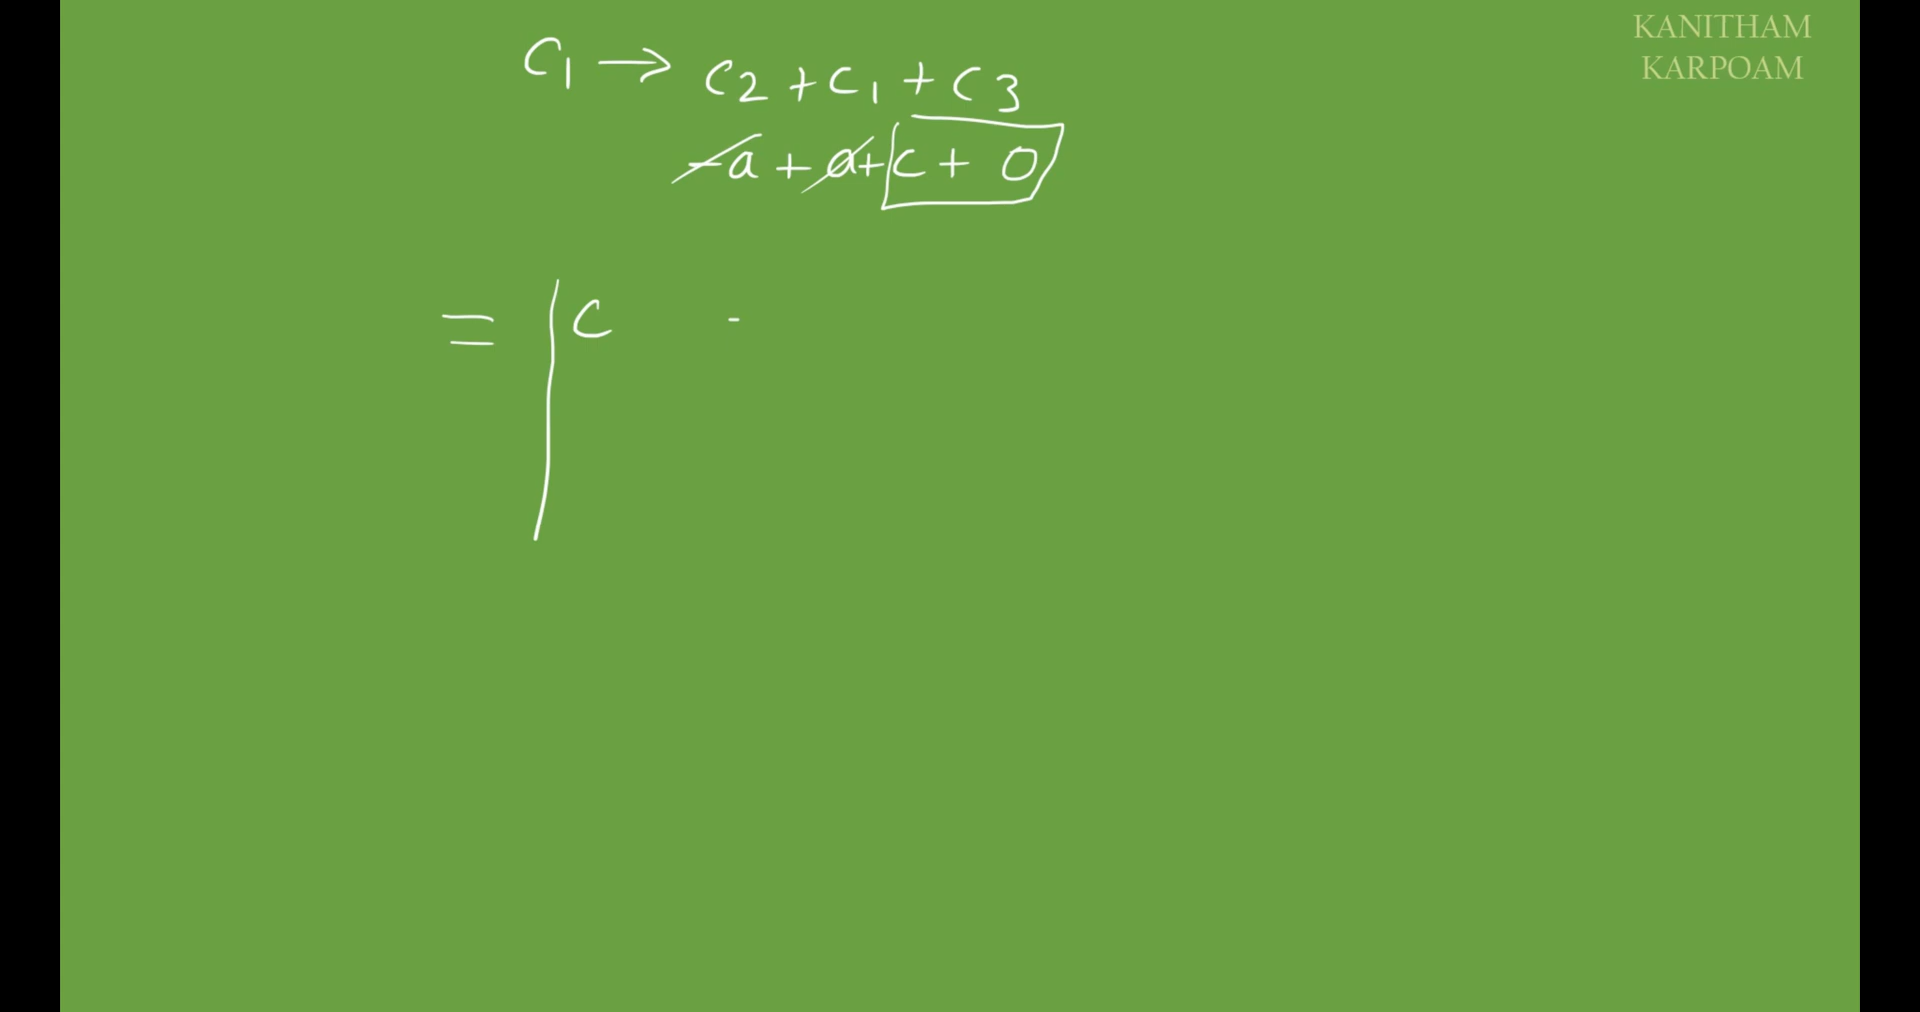 KANITHAM
KARPOAM
C₁ → C₂ + C₁ + C₃
-a + a + c + 0
= | c -